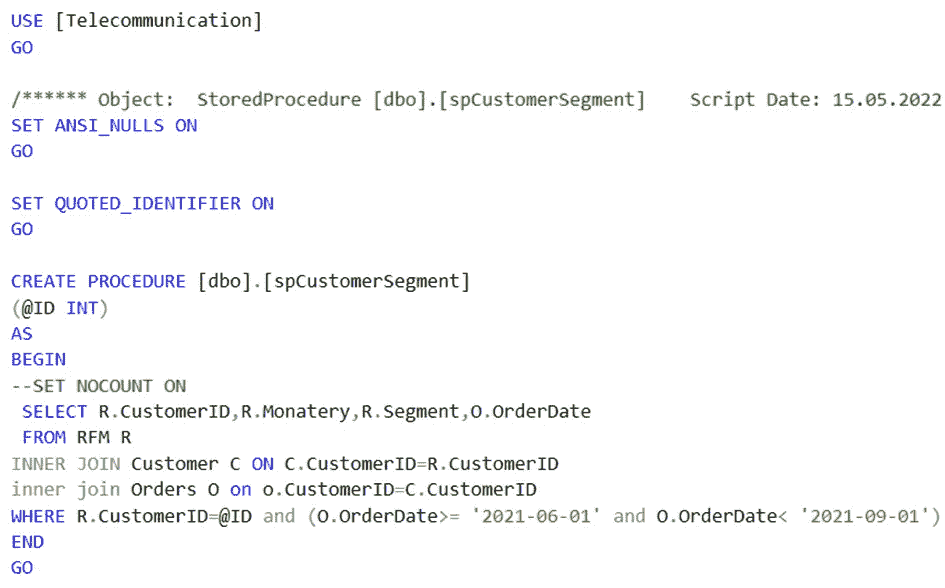 USE [Telecommunication]
GO
/****** Object:  StoredProcedure [dbo].[spCustomerSegment]    Script Date: 15.05.2022
SET ANSI_NULLS ON
GO
SET QUOTED_IDENTIFIER ON
GO
CREATE PROCEDURE [dbo].[spCustomerSegment]
(@ID INT)
AS
BEGIN
--SET NOCOUNT ON
SELECT R.CustomerID,R.Monatery,R.Segment,O.OrderDate
FROM RFM R
INNER JOIN Customer C ON C.CustomerID=R.CustomerID
inner join Orders O on o.CustomerID=C.CustomerID
WHERE R.CustomerID=@ID and (O.OrderDate>= '2021-06-01' and O.OrderDate< '2021-09-01')
END
GO